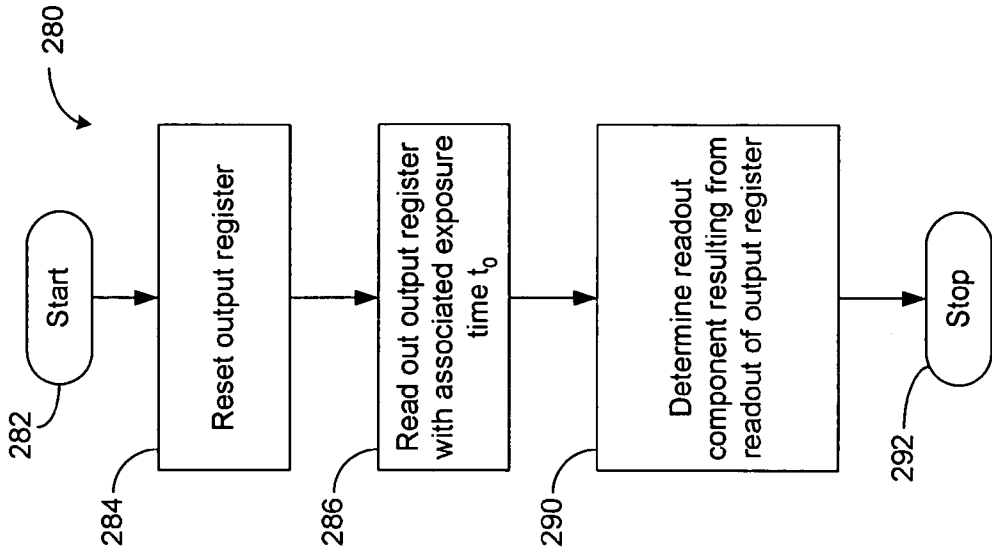 280
282
Start
284
Reset output register
286
Read out output register
with associated exposure
time t₀
290
Determine readout
component resulting from
readout of output register
292
Stop